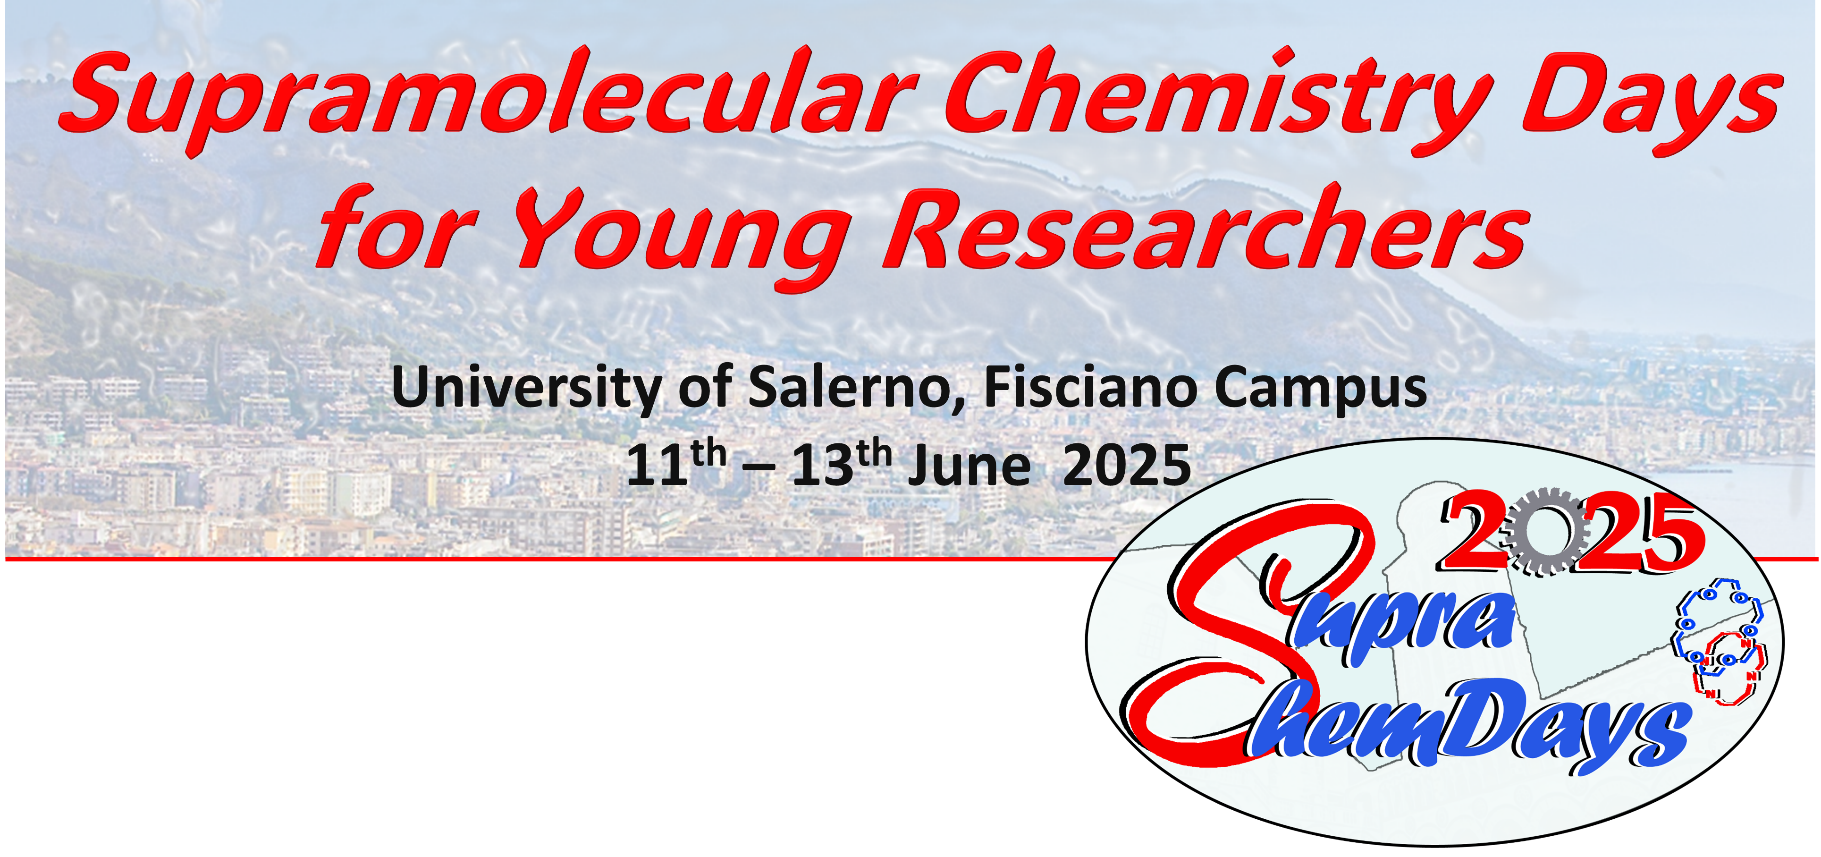 Supramolecular Chemistry Days
for Young Researchers
University of Salerno, Fisciano Campus
11th – 13th June 2025
2025
Supra
ChemDays